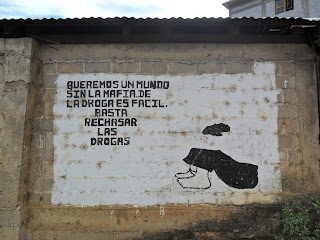 QUEREMOS UN MUNDO
SIN LA MAFIA.DE
LA DROGA ES FACIL.
BASTA
RECHASAR
LAS
DROGAS